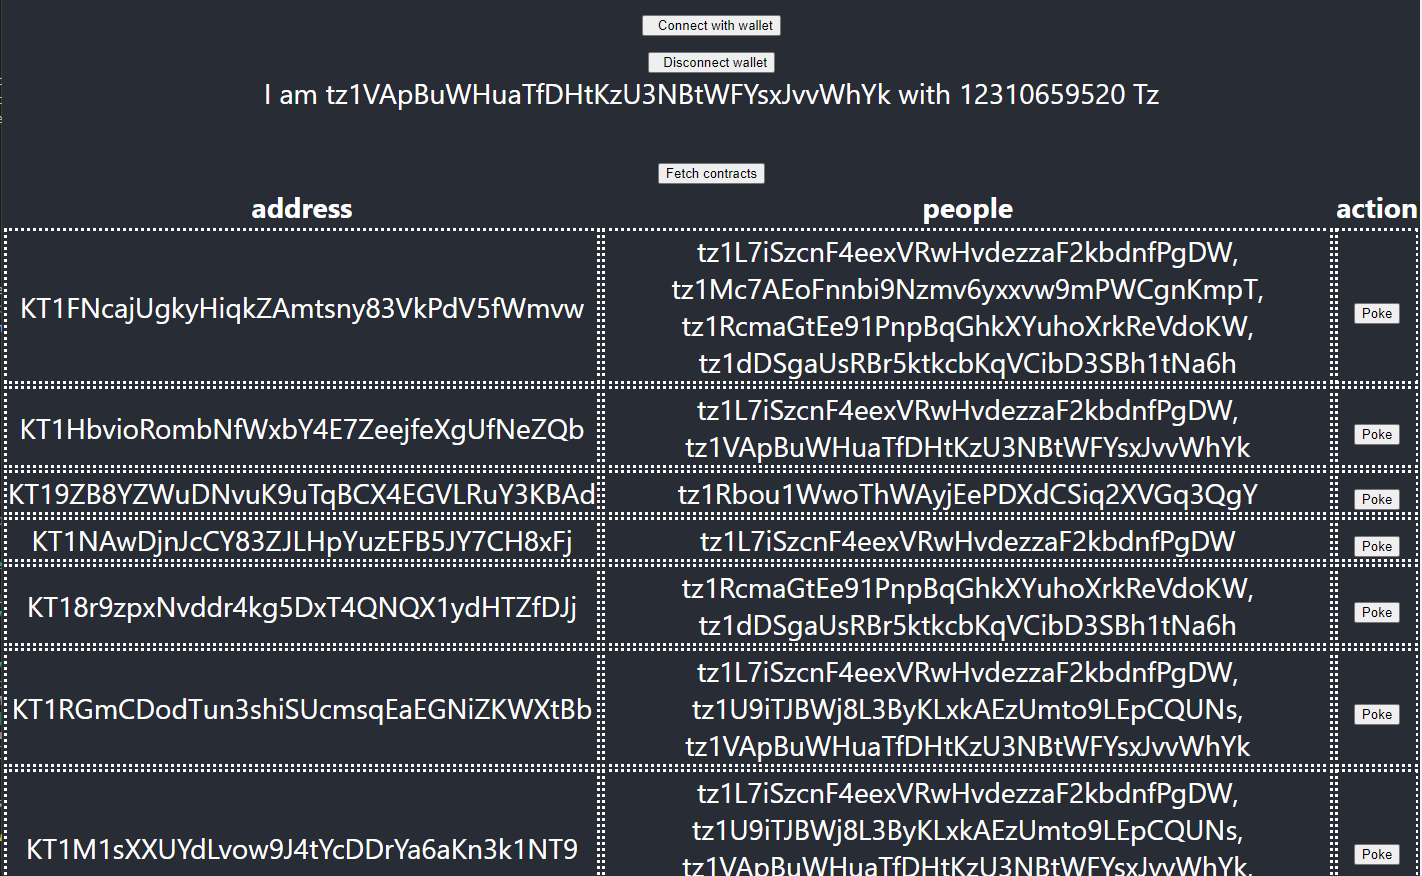 Connect with wallet
Disconnect wallet
I am tz1VApBuWHuaTfDHtKzU3NBtWFYsxJvvWhYk with 12310659520 Tz
Fetch contracts
address people action
KT1FNcajUgkyHiqkZAmtsny83VkPdV5fWmvw
tz1L7iSzcnF4eexVRwHvdezzaF2kbdnfPgDW,
tz1Mc7AEoFnnbi9Nzmv6yxxvw9mPWCgnKmpT,
tz1RcmaGtEe91PnpBqGhkXYuhoXrkReVdoKW,
tz1dDSgaUsRBr5ktkcbKqVCibD3SBh1tNa6h
Poke
KT1HbvioRombNfWxbY4E7ZeejfeXgUfNeZQb
tz1L7iSzcnF4eexVRwHvdezzaF2kbdnfPgDW,
tz1VApBuWHuaTfDHtKzU3NBtWFYsxJvvWhYk
Poke
KT19ZB8YZWuDNvuK9uTqBCX4EGVLRuY3KBAd tz1Rbou1WwoThWAyjEePDXdCSiq2XVGq3QgY Poke
KT1NAwDjnJcCY83ZJLHpYuzEFB5JY7CH8xFj tz1L7iSzcnF4eexVRwHvdezzaF2kbdnfPgDW Poke
KT18r9zpxNvddr4kg5DxT4QNQX1ydHTZfDJj
tz1RcmaGtEe91PnpBqGhkXYuhoXrkReVdoKW,
tz1dDSgaUsRBr5ktkcbKqVCibD3SBh1tNa6h
Poke
KT1RGmCDodTun3shiSUcmsqEaEGNiZKWXtBb
tz1L7iSzcnF4eexVRwHvdezzaF2kbdnfPgDW,
tz1U9iTJBWj8L3ByKLxkAEzUmto9LEpCQUNs,
tz1VApBuWHuaTfDHtKzU3NBtWFYsxJvvWhYk
Poke
KT1M1sXXUYdLvow9J4tYcDDrYa6aKn3k1NT9
tz1L7iSzcnF4eexVRwHvdezzaF2kbdnfPgDW,
tz1U9iTJBWj8L3ByKLxkAEzUmto9LEpCQUNs,
tz1VApBuWHuaTfDHtKzU3NBtWFYsxJvvWhYk,
Poke